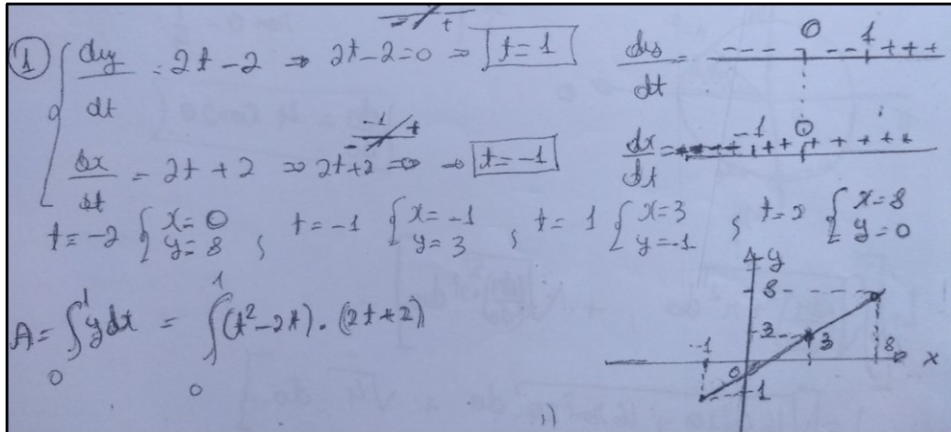 ① { dy/dt = 2t - 2 ⇒ 2t - 2 = 0 ⇒ t = 1
- +
dy/dt = --- --- 0 -- 1 +++
dx/dt = 2t + 2 ⇒ 2t + 2 = 0 ⇒ t = -1
-1 - +
dx/dt = -1 ++ 0 + + + + + +
t = -2 { x = 0 y = 8 ; t = -1 { x = -1 y = 3 ; t = 1 { x = 3 y = -1 ; t = 2 { x = 8 y = 0
A = ∫₀¹ y dx = ∫₀¹ (t² - 2t) · (2t + 2)
y
8
3
-1 0 3 8 x
-1